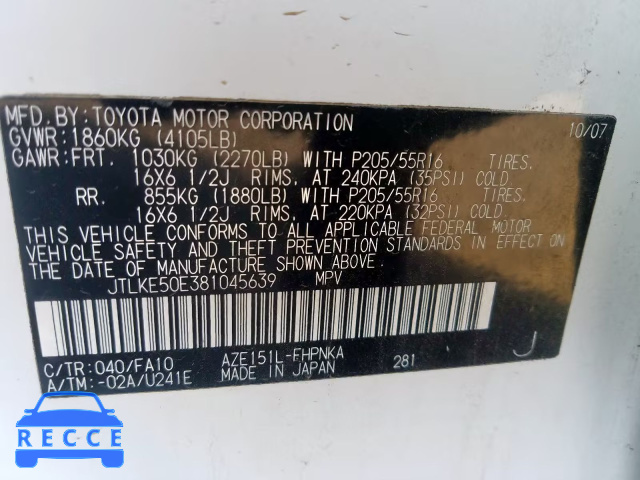 MFD.BY: TOYOTA MOTOR CORPORATION 10/07
GVWR: 1860KG (4105LB)
GAWR: FRT. 1030KG (2270LB) WITH P205/55R16 TIRES.
16X6 1/2J RIMS. AT 240KPA (35PSI) COLD
RR. 855KG (1880LB) WITH P205/55R16 TIRES.
16X6 1/2J RIMS. AT 220KPA (32PSI) COLD
THIS VEHICLE CONFORMS TO ALL APPLICABLE FEDERAL MOTOR
VEHICLE SAFETY AND THEFT PREVENTION STANDARDS IN EFFECT ON
THE DATE OF MANUFACTURE SHOWN ABOVE.
JTLKE50E381045639 MPV
C/TR: 040/FA10 AZE151L-FHPNKA
A/TM: -02A/U241E MADE IN JAPAN 281 J
RECCE